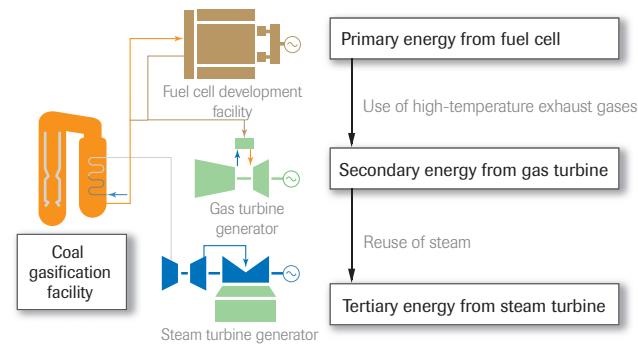 Primary energy from fuel cell
Fuel cell development
facility
Use of high-temperature exhaust gases
Secondary energy from gas turbine
Gas turbine
generator
Coal
gasification
facility
Reuse of steam
Tertiary energy from steam turbine
Steam turbine generator